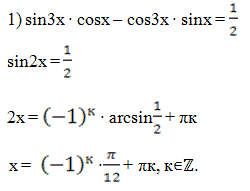 1) sin3x · cosx – cos3x · sinx = 1/2
sin2x = 1/2
2x = (−1)ᴷ · arcsin 1/2 + πк
x = (−1)ᴷ · π/12 + πк, к∈ℤ.